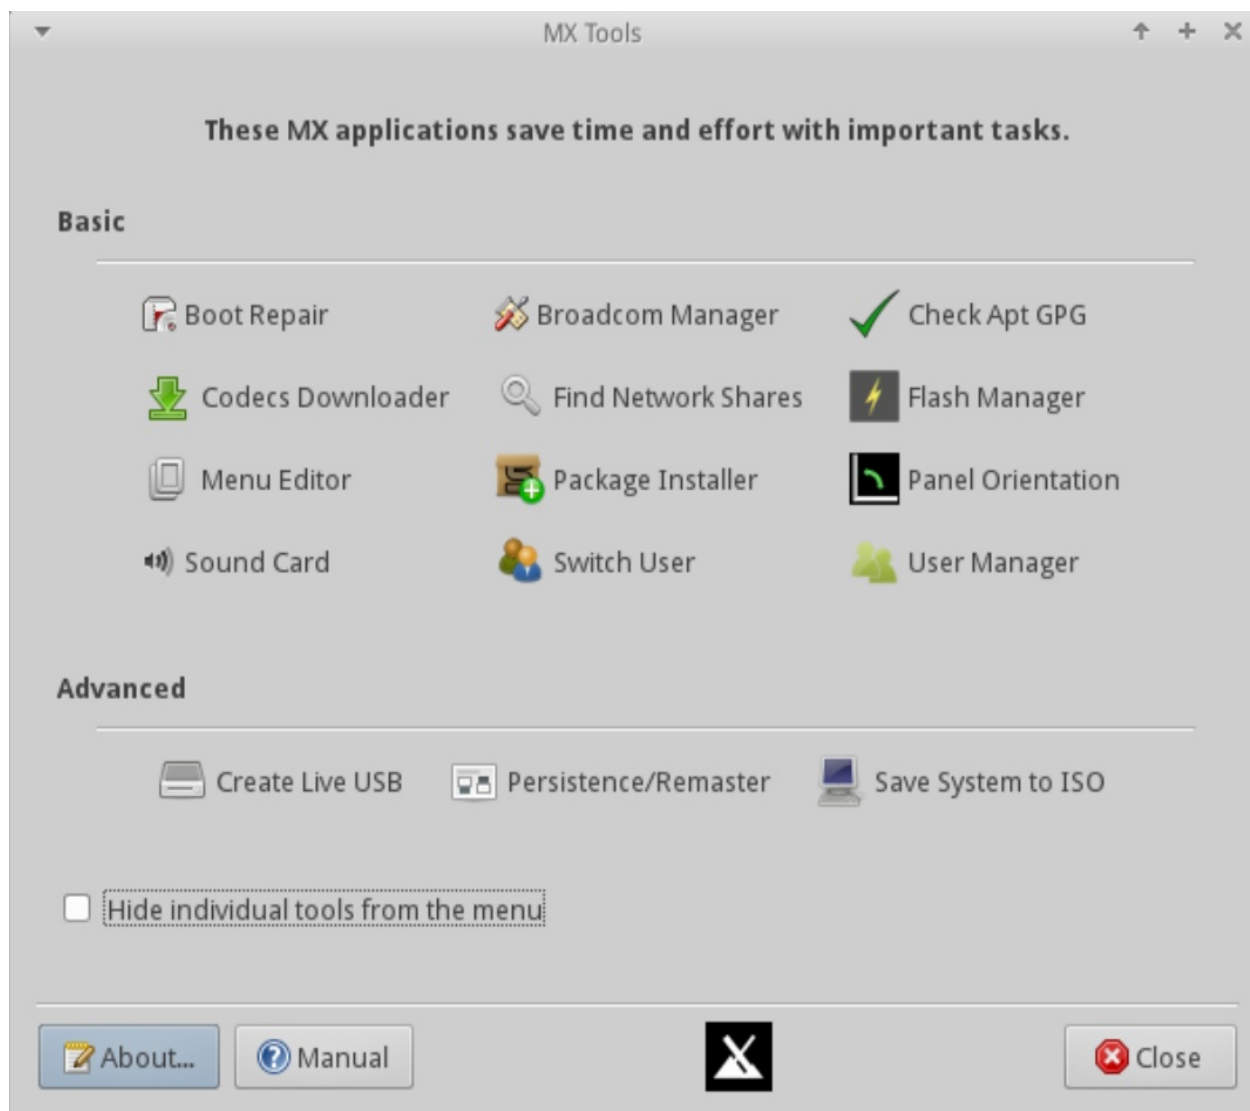 MX Tools
These MX applications save time and effort with important tasks.
Basic
Boot Repair
Broadcom Manager
Check Apt GPG
Codecs Downloader
Find Network Shares
Flash Manager
Menu Editor
Package Installer
Panel Orientation
Sound Card
Switch User
User Manager
Advanced
Create Live USB
Persistence/Remaster
Save System to ISO
Hide individual tools from the menu
About...
Manual
Close